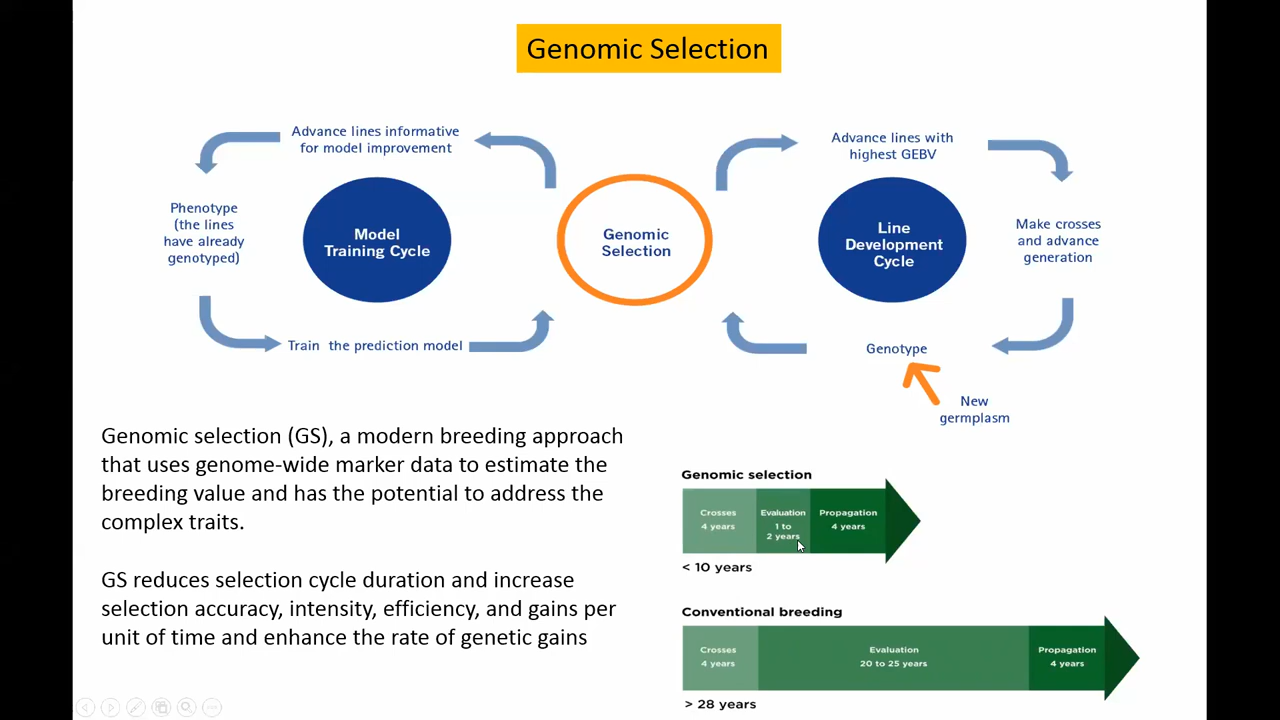 Genomic Selection
Advance lines informative
for model improvement
Phenotype
(the lines
have already
genotyped)
Model
Training Cycle
Train the prediction model
Genomic
Selection
Advance lines with
highest GEBV
Line
Development
Cycle
Make crosses
and advance
generation
Genotype
New
germplasm
Genomic selection (GS), a modern breeding approach
that uses genome-wide marker data to estimate the
breeding value and has the potential to address the
complex traits.
GS reduces selection cycle duration and increase
selection accuracy, intensity, efficiency, and gains per
unit of time and enhance the rate of genetic gains
Genomic selection
Crosses
4 years
Evaluation
1 to
2 years
Propagation
4 years
< 10 years
Conventional breeding
Crosses
4 years
Evaluation
20 to 25 years
Propagation
4 years
> 28 years